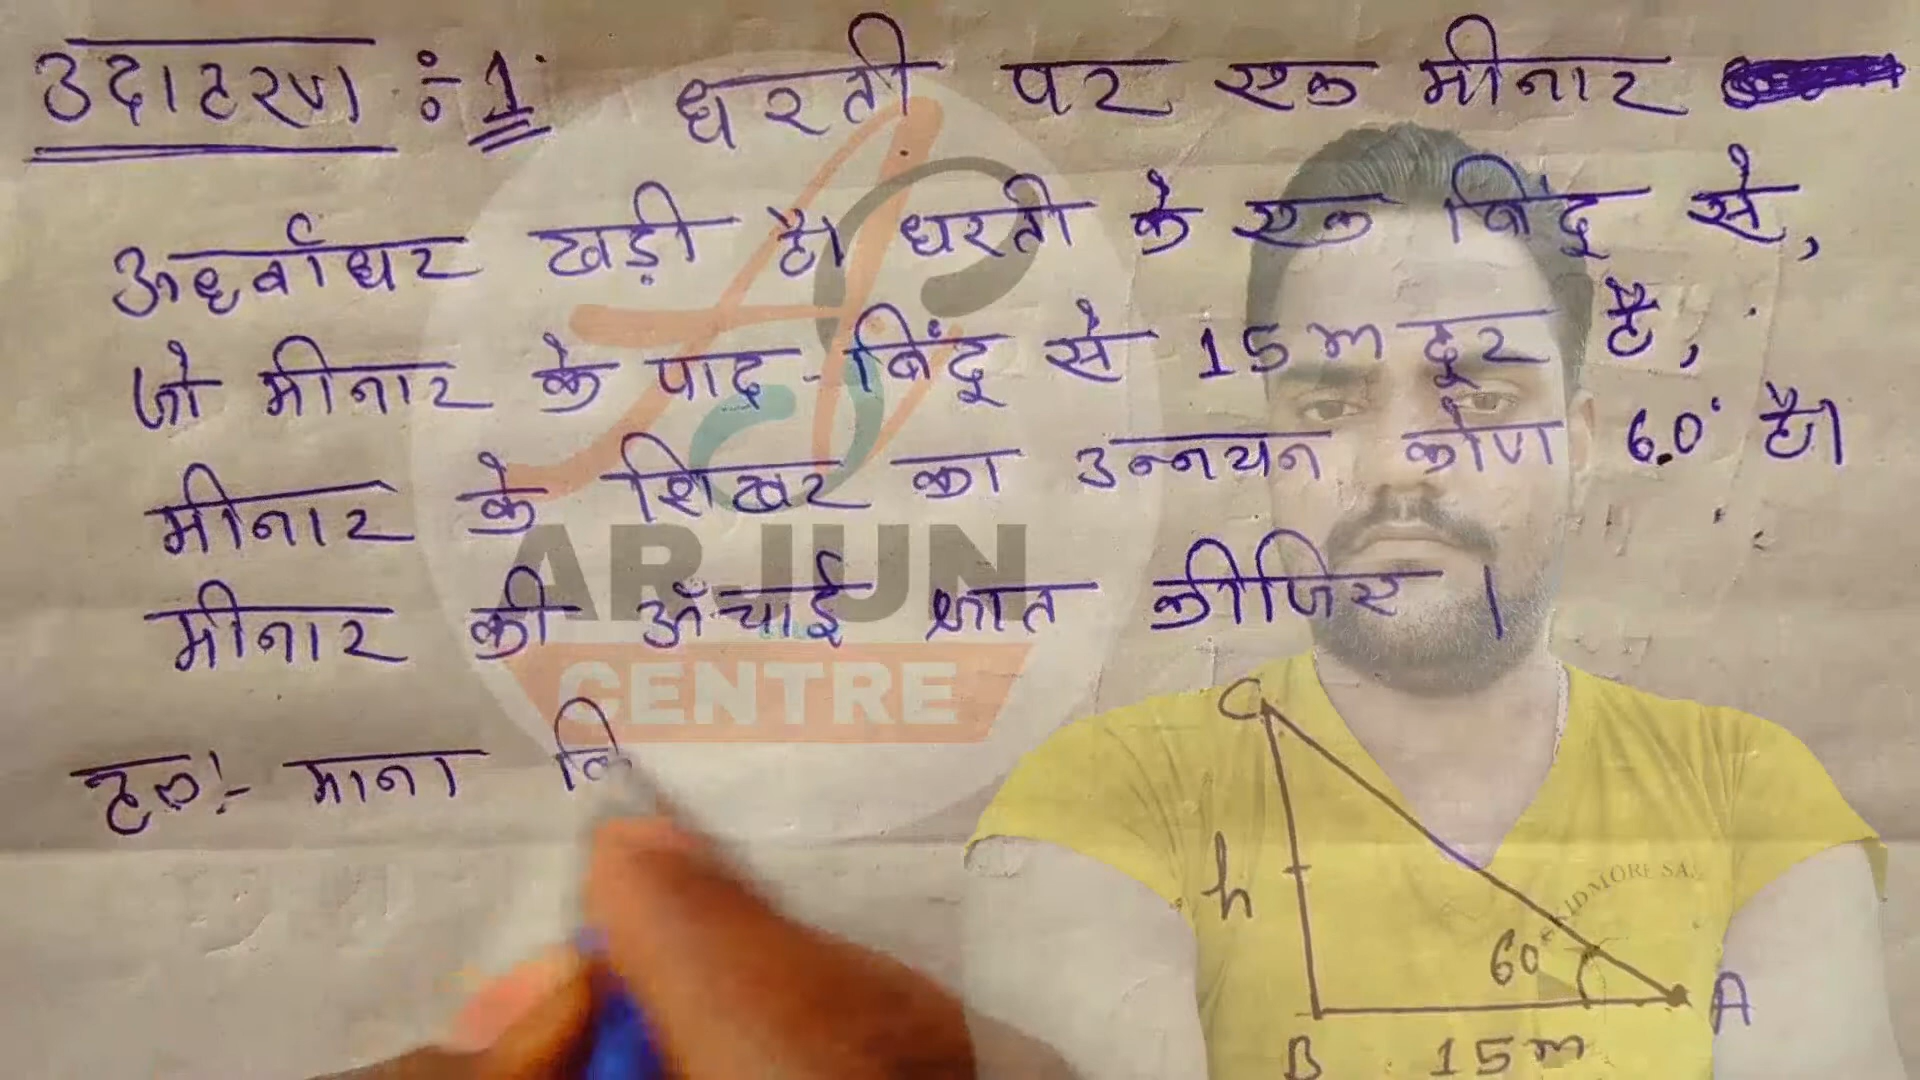 उदाहरण ÷ 1 धरती पर एक मीनार
ऊर्ध्वाधर खड़ी है। धरती के एक बिंदु से,
जो मीनार के पाद-बिंदु से 15m दूर है,
मीनार के शिखर का उन्नयन कोण 60° है।
मीनार की ऊँचाई ज्ञात कीजिए ।
ARJUN
CENTRE
हल:- माना कि
C
h
60°
B
15m
A